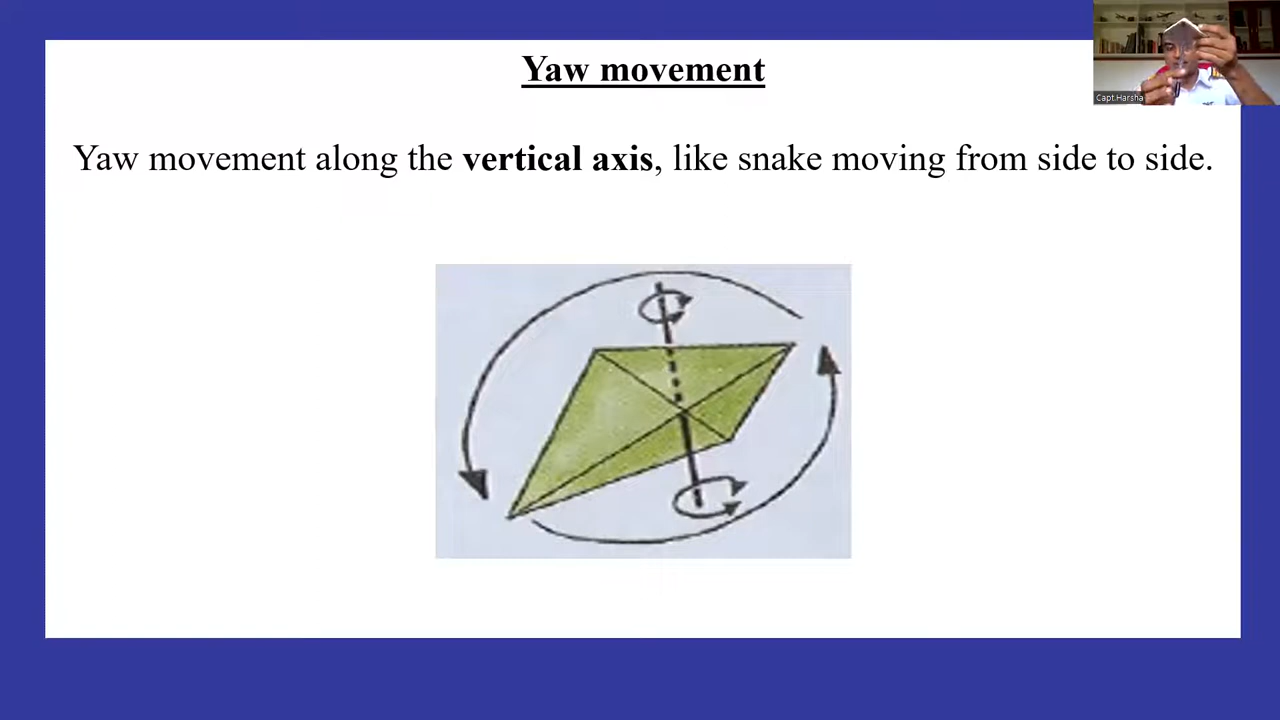 Yaw movement
Yaw movement along the vertical axis, like snake moving from side to side.
Capt.Harsha